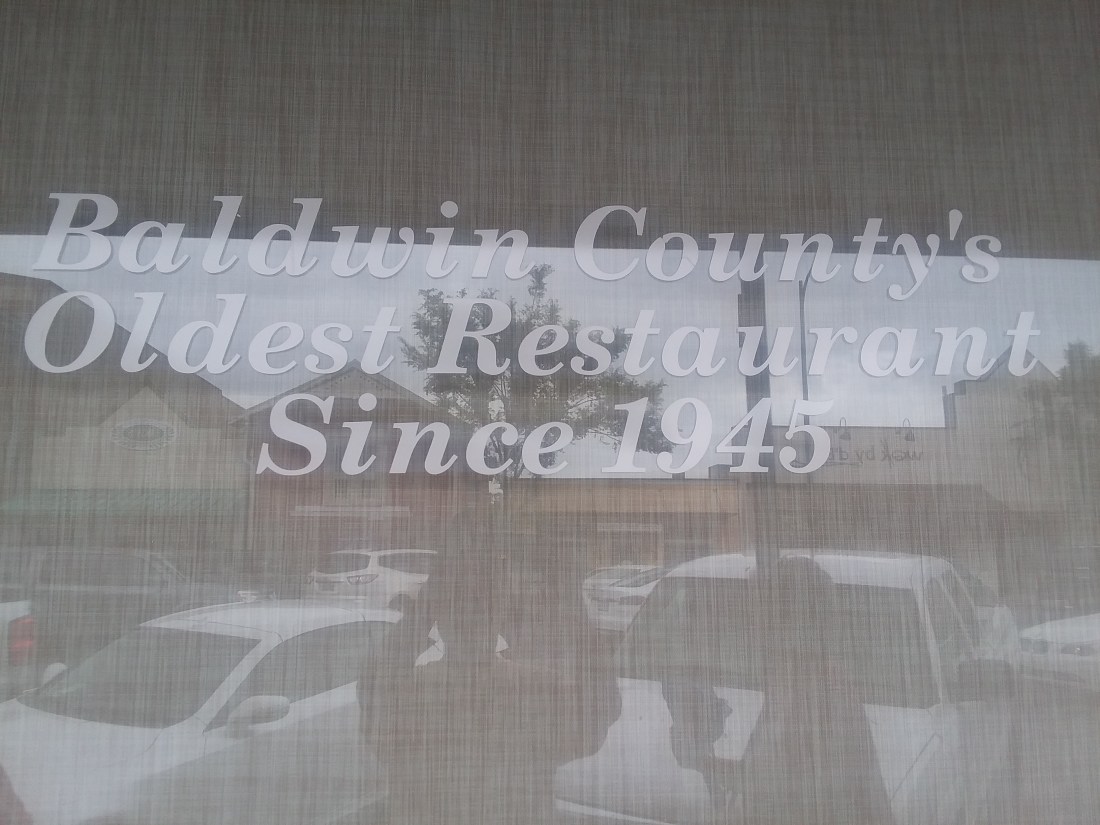 Baldwin County's
Oldest Restaurant
Since 1945